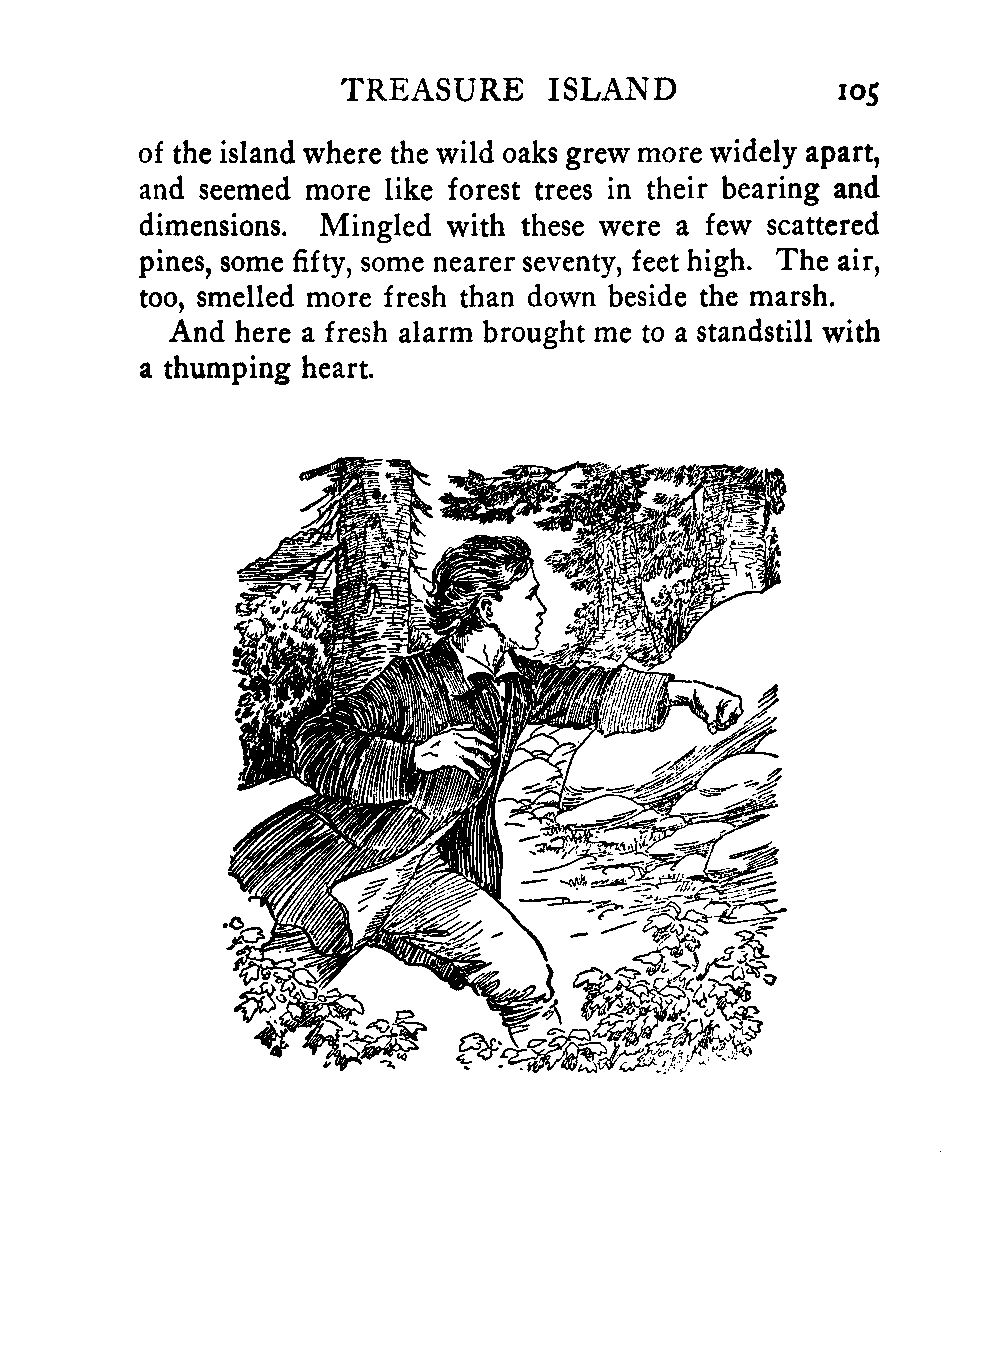 TREASURE ISLAND 105
of the island where the wild oaks grew more widely apart,
and seemed more like forest trees in their bearing and
dimensions. Mingled with these were a few scattered
pines, some fifty, some nearer seventy, feet high. The air,
too, smelled more fresh than down beside the marsh.
And here a fresh alarm brought me to a standstill with
a thumping heart.